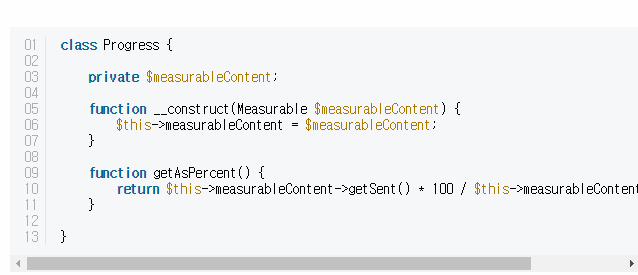 01 class Progress {
02
03     private $measurableContent;
04
05     function __construct(Measurable $measurableContent) {
06         $this->measurableContent = $measurableContent;
07     }
08
09     function getAsPercent() {
10         return $this->measurableContent->getSent() * 100 / $this->measurableContent
11     }
12
13 }